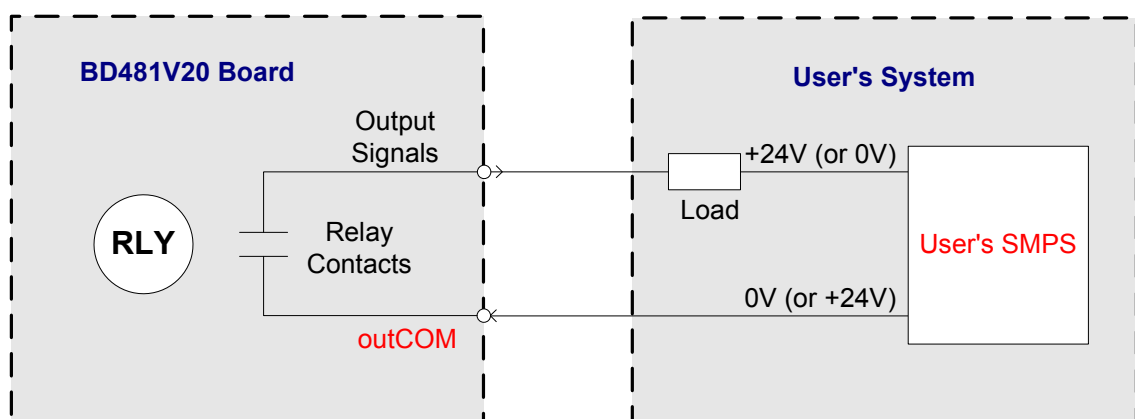 BD481V20 Board
User's System
Output
Signals
+24V (or 0V)
Load
RLY
Relay
Contacts
User's SMPS
0V (or +24V)
outCOM